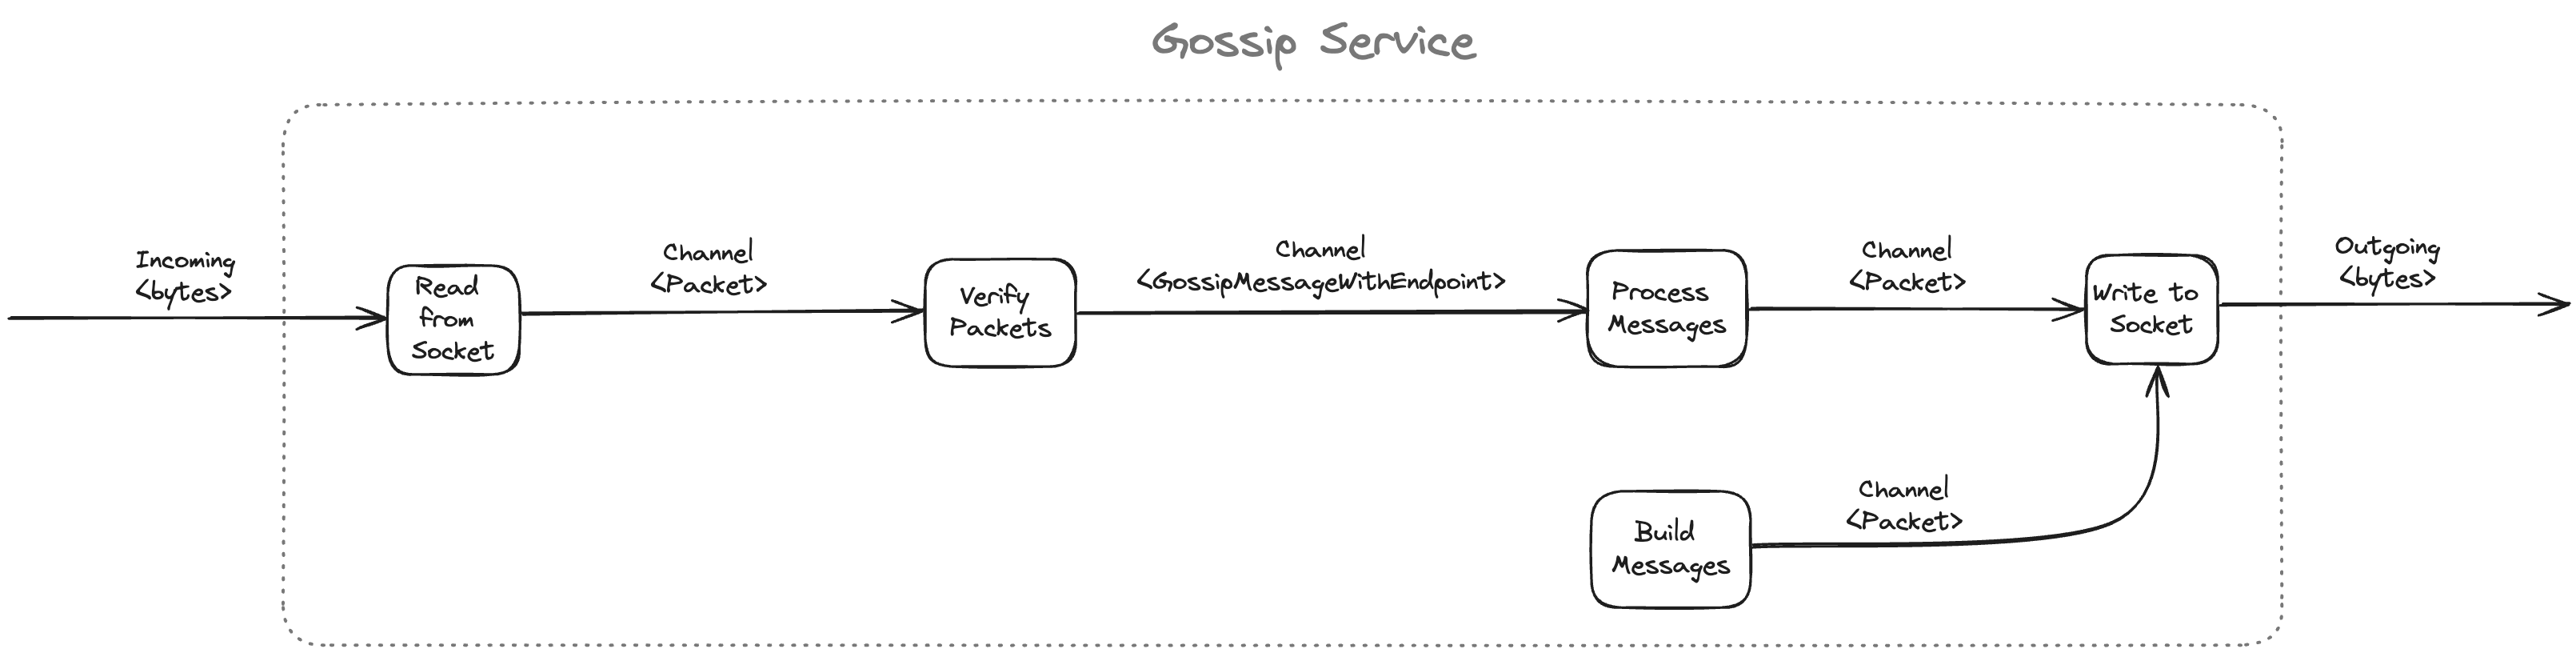 Gossip Service
Incoming
<bytes>
Read
from
Socket
Channel
<Packet>
Verify
Packets
Channel
<GossipMessageWithEndpoint>
Process
Messages
Channel
<Packet>
Write to
Socket
Outgoing
<bytes>
Build
Messages
Channel
<Packet>